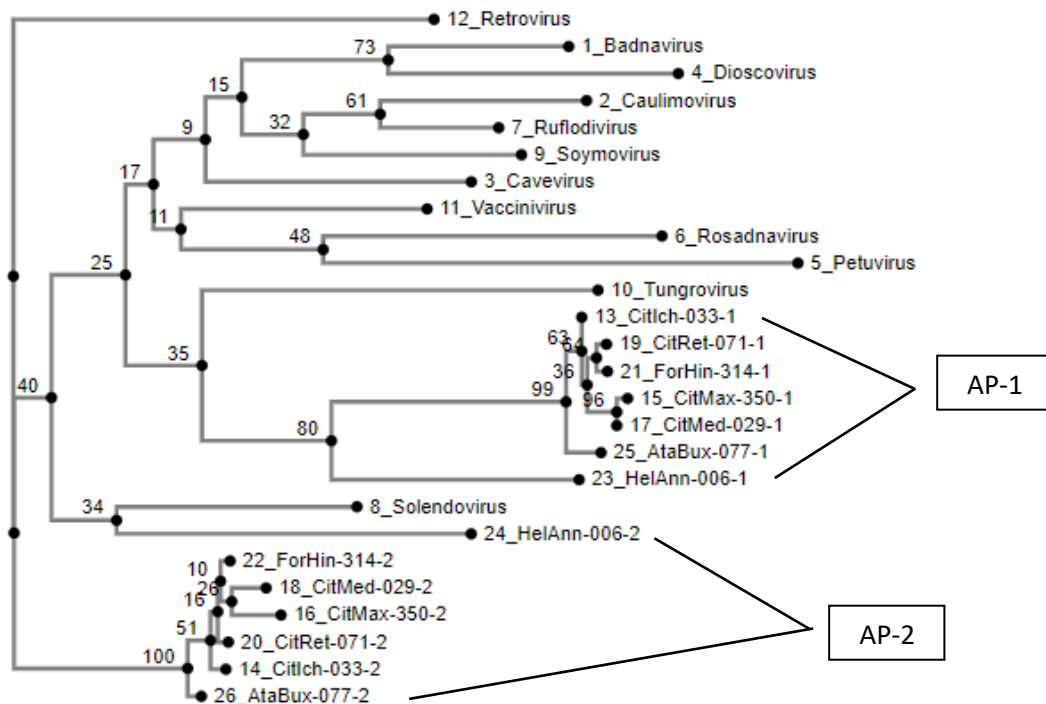 12_Retrovirus
73
1_Badnavirus
4_Dioscovirus
15
61
2_Caulimovirus
32
7_Ruflodivirus
9
9_Soymovirus
17
3_Cavevirus
11
11_Vaccinivirus
48
6_Rosadnavirus
25
5_Petuvirus
10_Tungrovirus
13_CitIch-033-1
63
64
19_CitRet-071-1
35
36
21_ForHin-314-1
40
99
96
15_CitMax-350-1
AP-1
17_CitMed-029-1
80
25_AtaBux-077-1
23_HelAnn-006-1
34
8_Solendovirus
24_HelAnn-006-2
10
22_ForHin-314-2
26
18_CitMed-029-2
16
16_CitMax-350-2
51
20_CitRet-071-2
AP-2
100
14_CitIch-033-2
26_AtaBux-077-2